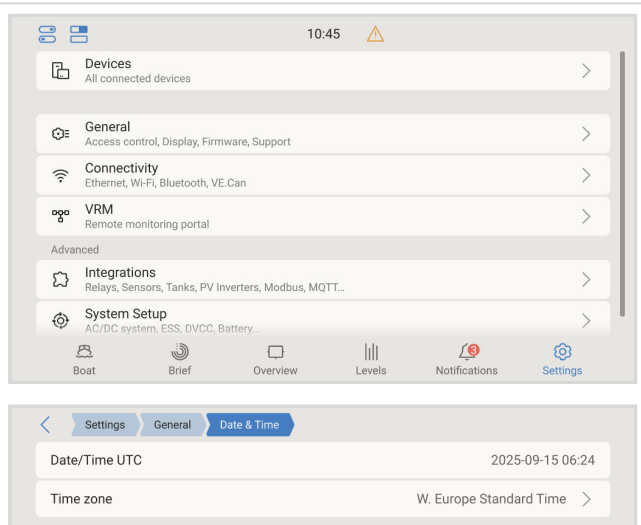 10:45
Devices
All connected devices
General
Access control, Display, Firmware, Support
Connectivity
Ethernet, Wi-Fi, Bluetooth, VE.Can
VRM
Remote monitoring portal
Advanced
Integrations
Relays, Sensors, Tanks, PV Inverters, Modbus, MQTT...
System Setup
AC/DC system, ESS, DVCC, Battery...
Boat Brief Overview Levels 3 Notifications Settings
Settings General Date & Time
Date/Time UTC 2025-09-15 06:24
Time zone W. Europe Standard Time